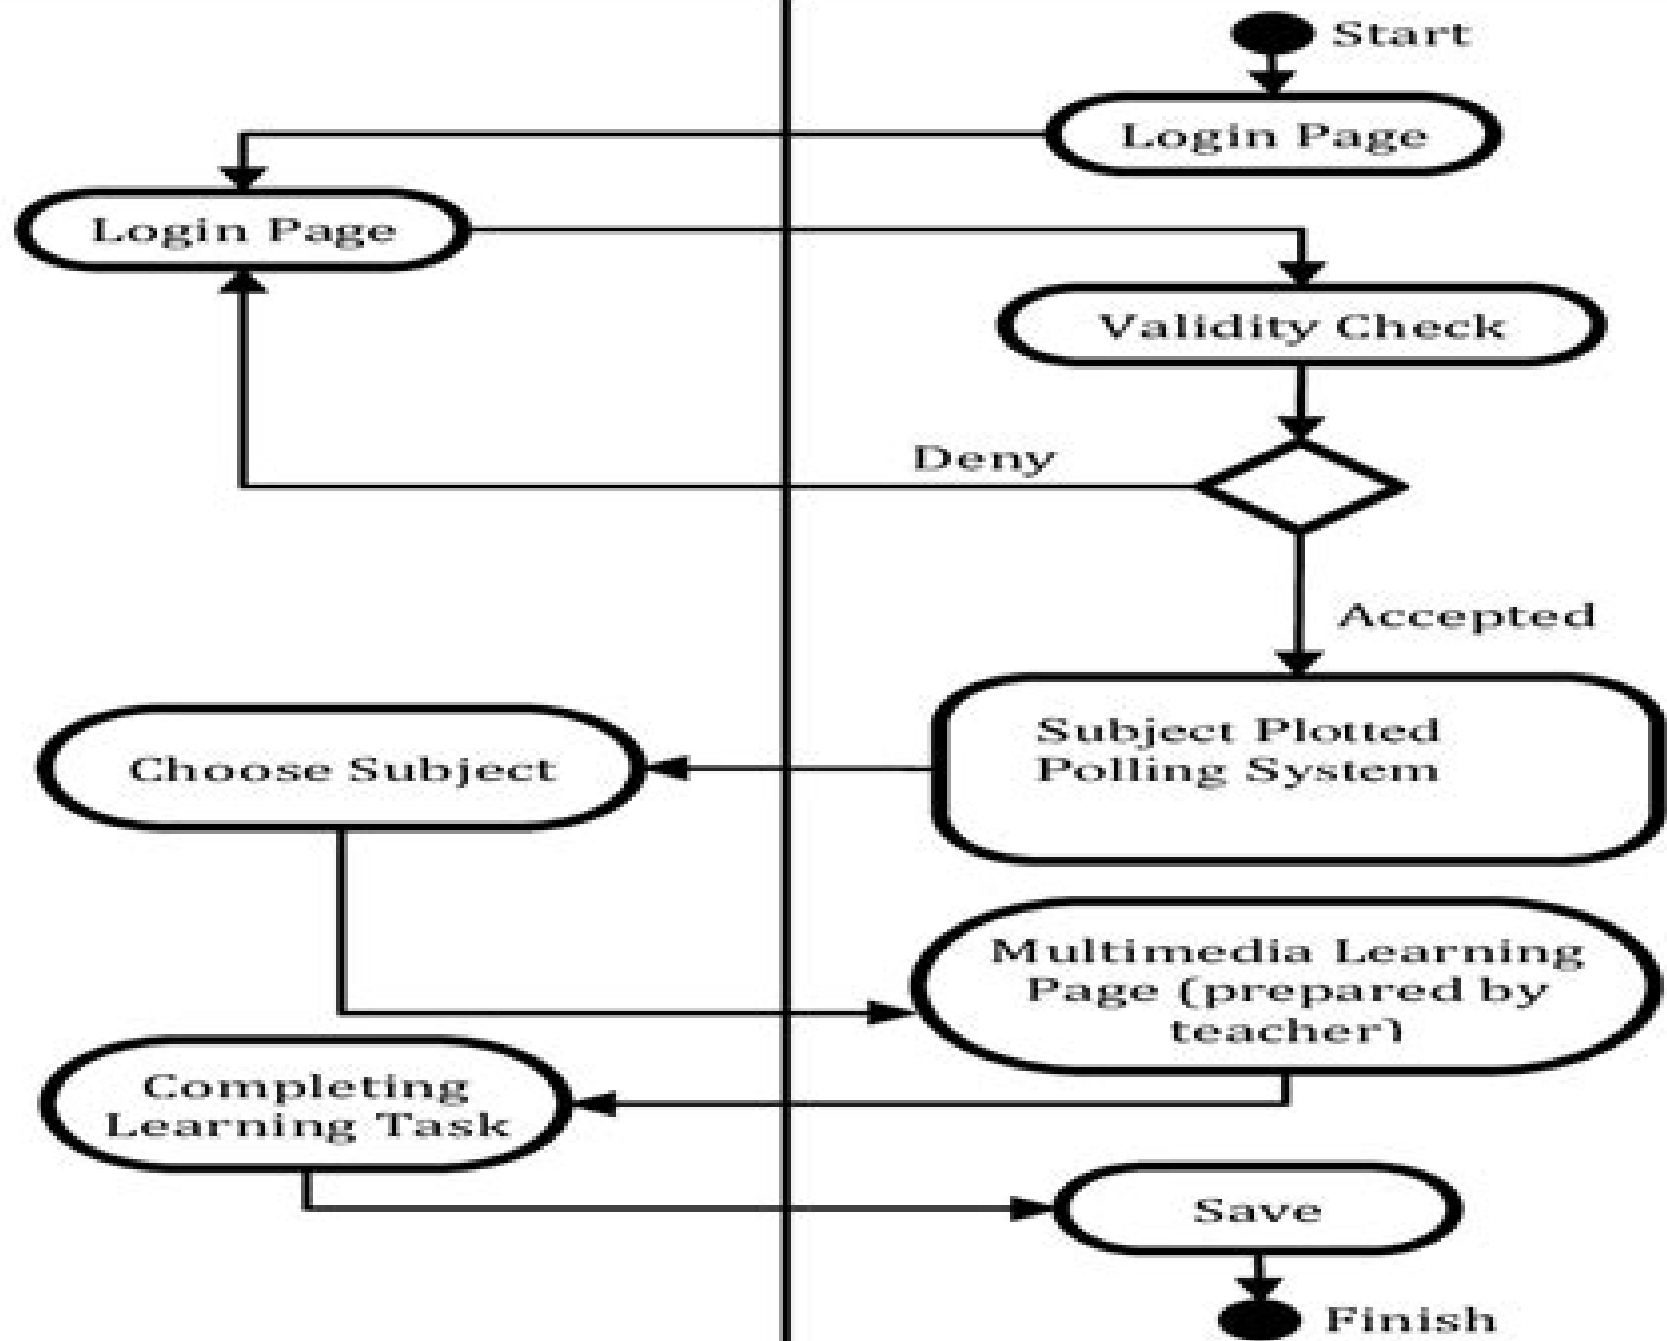 Start
Login Page
Login Page
Validity Check
Deny
Accepted
Subject Plotted
Polling System
Choose Subject
Multimedia Learning
Page (prepared by
teacher)
Completing
Learning Task
Save
Finish